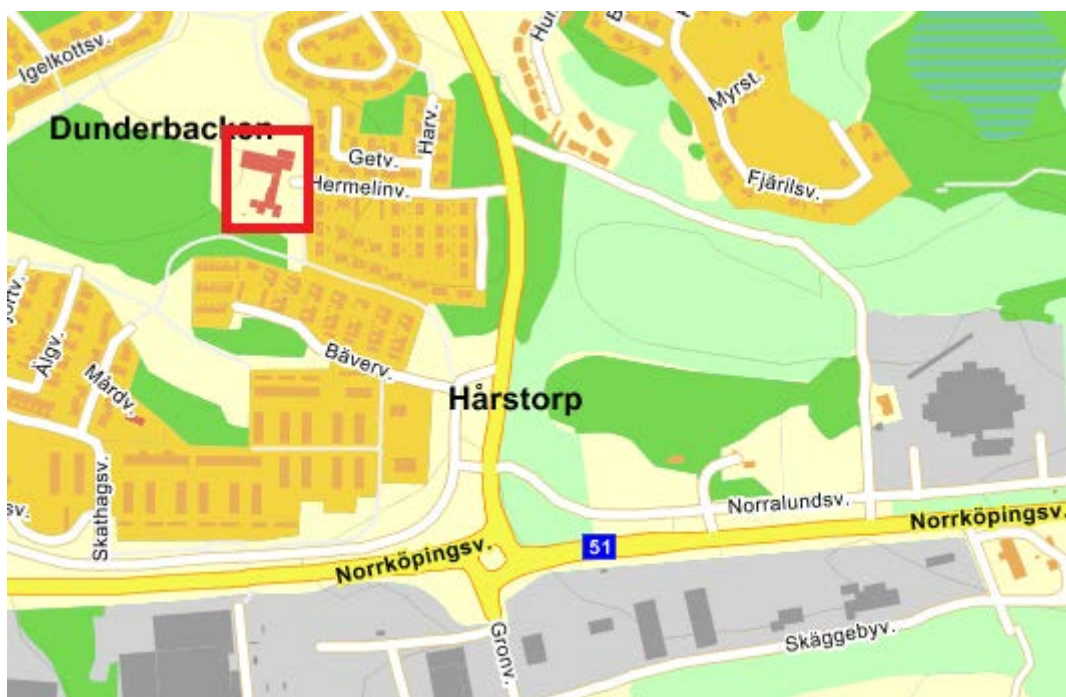 Igelkottsv.
Myrst.
Dunderbacken
Harv.
Getv.
Hermelinv.
Fjärilsv.
Älgv.
Mårdv.
Bäverv.
Hårstorp
Skathagsv.
Norralundsv.
Norrköpingsv.
Norrköpingsv.
51
Gronv.
Skäggebyv.